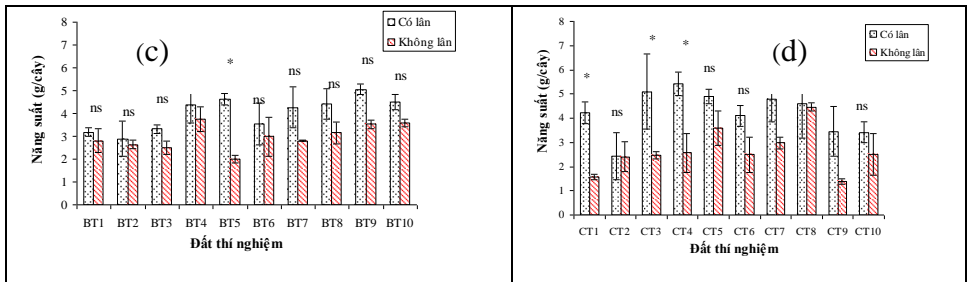 (c)
Có lân
Không lân
Năng suất (g/cây)
8
7
6
5
4
3
2
1
0
ns ns ns ns * ns ns ns ns ns
BT1 BT2 BT3 BT4 BT5 BT6 BT7 BT8 BT9 BT10
Đất thí nghiệm
(d)
Có lân
Không lân
Năng suất (g/cây)
8
7
6
5
4
3
2
1
0
* ns * * ns ns ns
CT1 CT2 CT3 CT4 CT5 CT6 CT7 CT8 CT9 CT10
Đất thí nghiệm